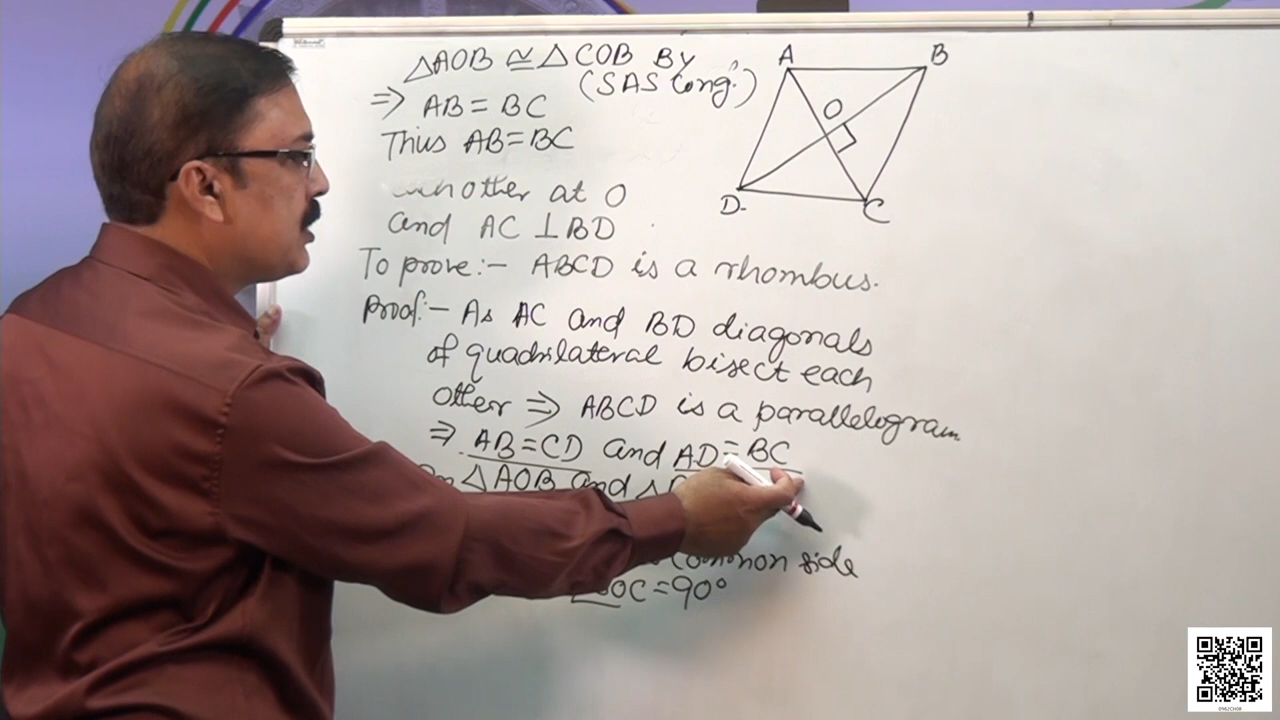 △AOB ≅ △COB By
(SAS Cong.)
⇒ AB = BC
Thus AB = BC
other at O
and AC ⊥ BD
To prove:- ABCD is a rhombus.
Proof:- As AC and BD diagonals
of quadrilateral bisect each
other ⇒ ABCD is a parallelogram
⇒ AB = CD and AD = BC
△AOB and △
common side
OC = 90°
A
B
O
D
C